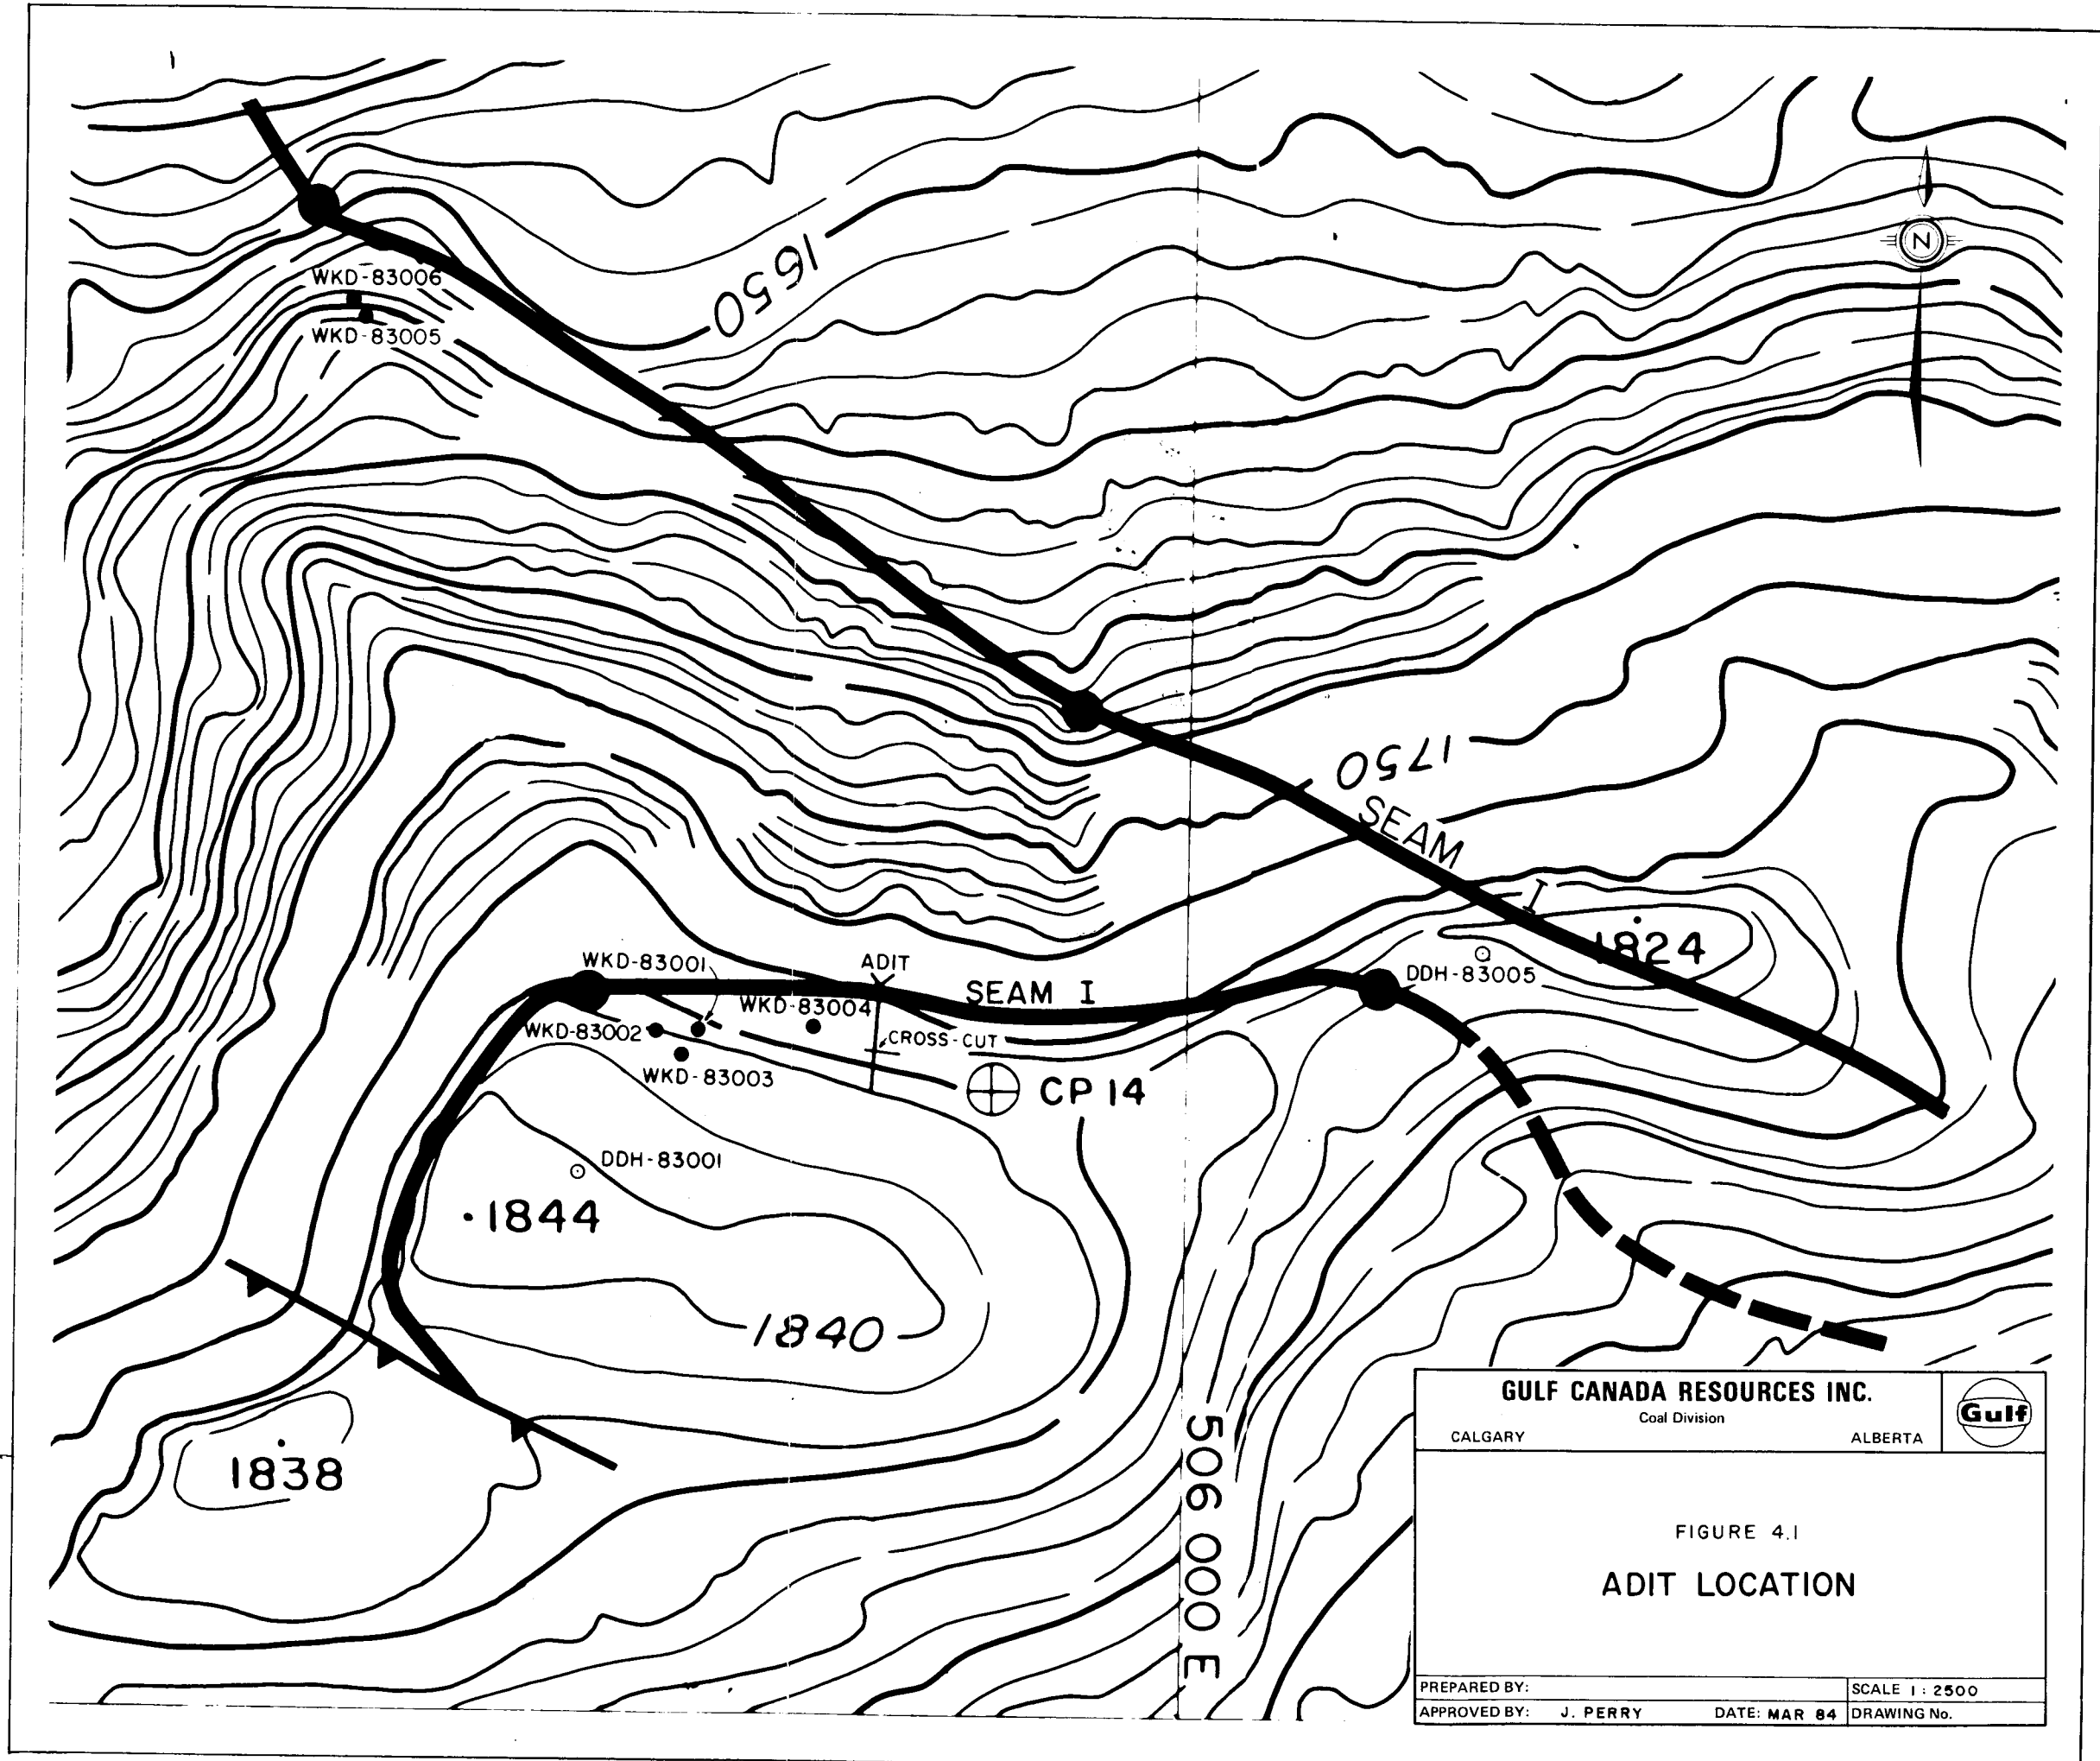 WKD-83006
WKD-83005
1650
N
1750
SEAM I
1824
DDH-83005
WKD-83001
ADIT
WKD-83004
SEAM I
WKD-83002
CROSS-CUT
WKD-83003
CP 14
DDH-83001
1844
1840
1838
506 000 E
GULF CANADA RESOURCES INC.
Coal Division
CALGARY ALBERTA
Gulf
FIGURE 4.1
ADIT LOCATION
PREPARED BY:
SCALE 1 : 2500
APPROVED BY: J. PERRY DATE: MAR 84
DRAWING No.